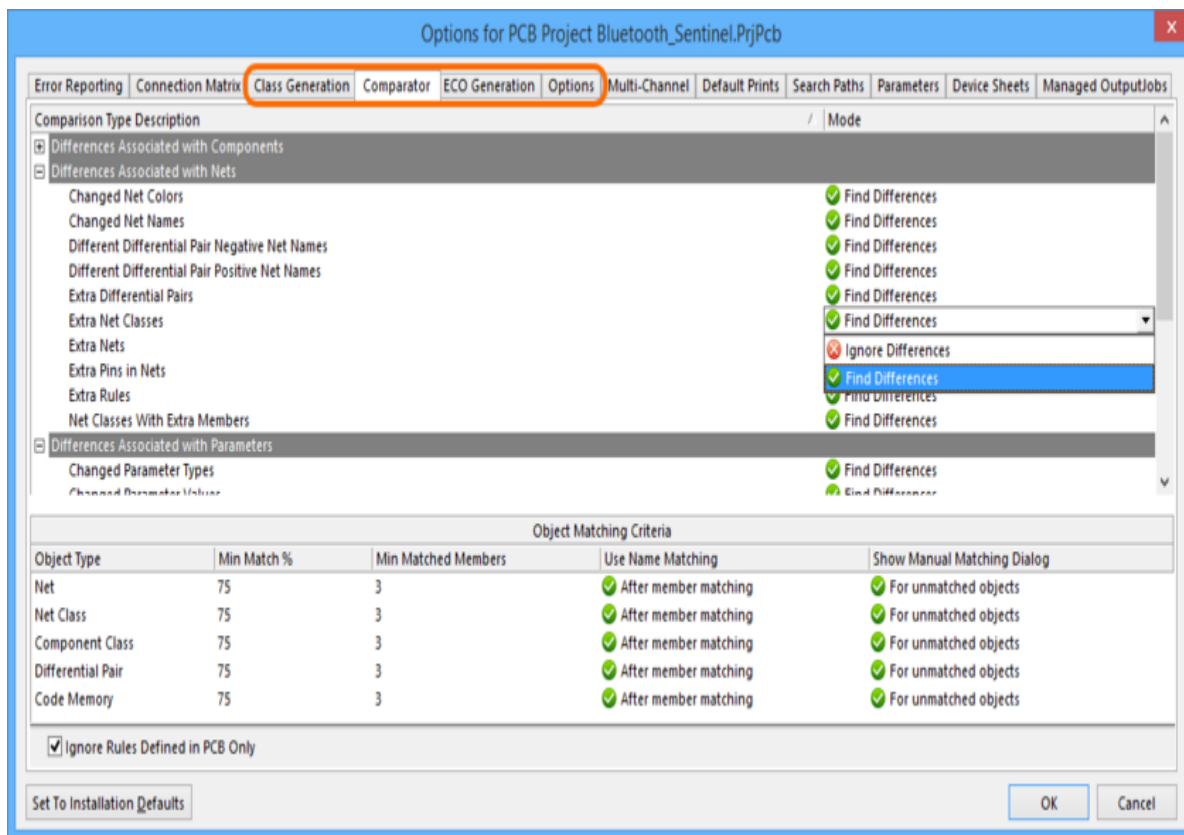 Options for PCB Project Bluetooth_Sentinel.PrjPcb
X
Error Reporting Connection Matrix Class Generation Comparator ECO Generation Options Multi-Channel Default Prints Search Paths Parameters Device Sheets Managed OutputJobs
Comparison Type Description / Mode
Differences Associated with Components
Differences Associated with Nets
Changed Net Colors Find Differences
Changed Net Names Find Differences
Different Differential Pair Negative Net Names Find Differences
Different Differential Pair Positive Net Names Find Differences
Extra Differential Pairs Find Differences
Extra Net Classes Find Differences
Extra Nets Ignore Differences
Extra Pins in Nets Find Differences
Extra Rules Find Differences
Net Classes With Extra Members Find Differences
Differences Associated with Parameters
Changed Parameter Types Find Differences
Changed Parameter Values Find Differences
Object Matching Criteria
Object Type Min Match % Min Matched Members Use Name Matching Show Manual Matching Dialog
Net 75 3 After member matching For unmatched objects
Net Class 75 3 After member matching For unmatched objects
Component Class 75 3 After member matching For unmatched objects
Differential Pair 75 3 After member matching For unmatched objects
Code Memory 75 3 After member matching For unmatched objects
Ignore Rules Defined in PCB Only
Set To Installation Defaults OK Cancel